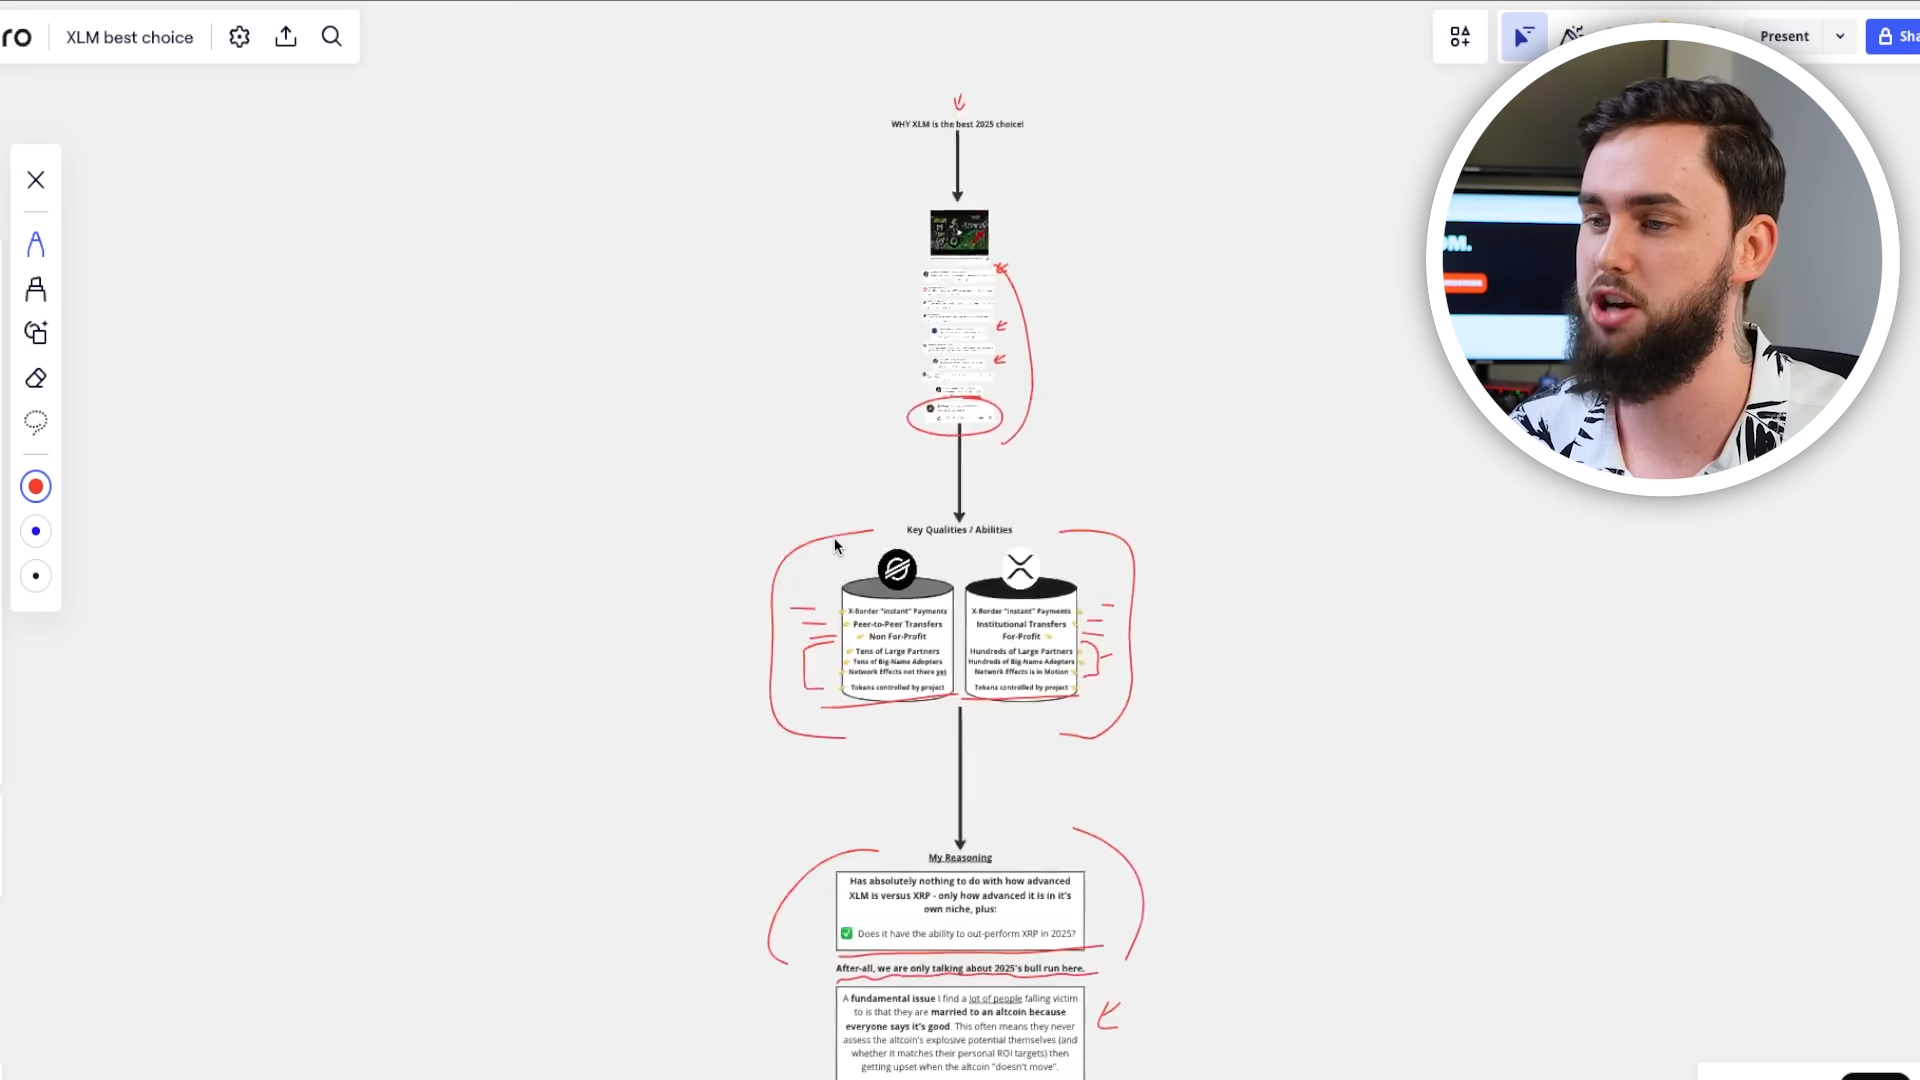 ro
XLM best choice
Present
Sha
OM.
WHY XLM is the best 2025 choice!
Key Qualities / Abilities
X-Border "instant" Payments
Peer-to-Peer Transfers
Non For-Profit
Tens of Large Partners
Tens of Big-Name Adopters
Network Effects not there yet
Tokens controlled by project
X-Border "instant" Payments
Institutional Transfers
For-Profit
Hundreds of Large Partners
Hundreds of Big-Name Adopters
Network Effects is in Motion
Tokens controlled by project
My Reasoning
Has absolutely nothing to do with how advanced
XLM is versus XRP - only how advanced it is in it's
own niche, plus:
Does it have the ability to out-perform XRP in 2025?
After-all, we are only talking about 2025's bull run here.
A fundamental issue I find a lot of people falling victim
to is that they are married to an altcoin because
everyone says it's good. This often means they never
assess the altcoin's explosive potential themselves (and
whether it matches their personal ROI targets) then
getting upset when the altcoin "doesn't move".